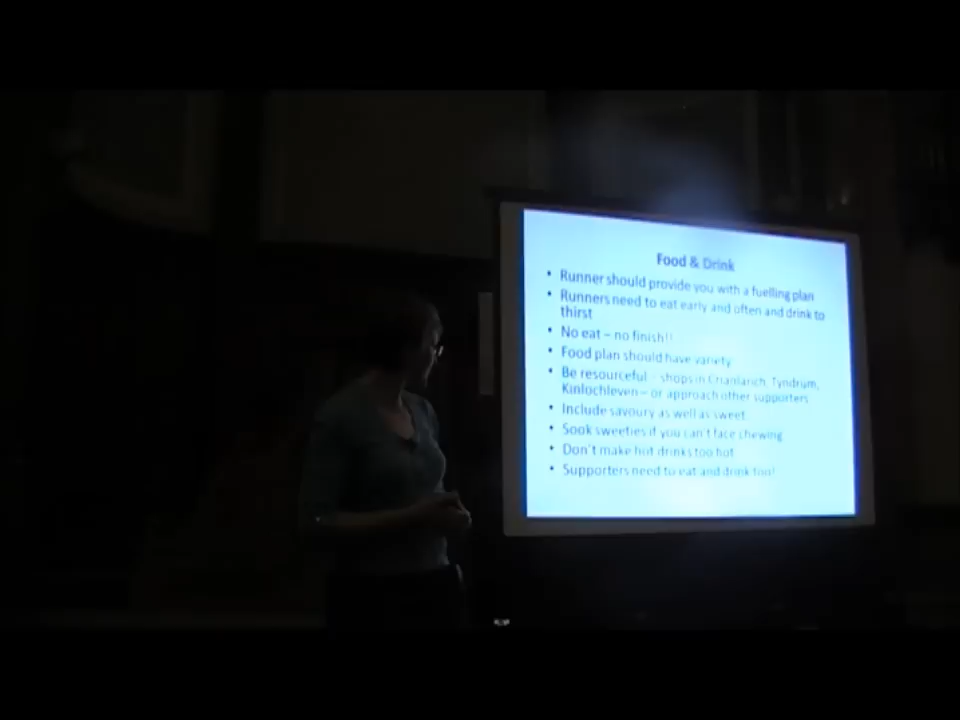 Food & Drink
• Runner should provide you with a fuelling plan
• Runners need to eat early and often and drink to
thirst
• No eat – no finish!!
• Food plan should have variety
• Be resourceful – shops in Crianlarich, Tyndrum,
Kinlochleven – or approach other supporters
• Include savoury as well as sweet
• Sook sweeties if you can't face chewing
• Don't make hot drinks too hot
• Supporters need to eat and drink too!